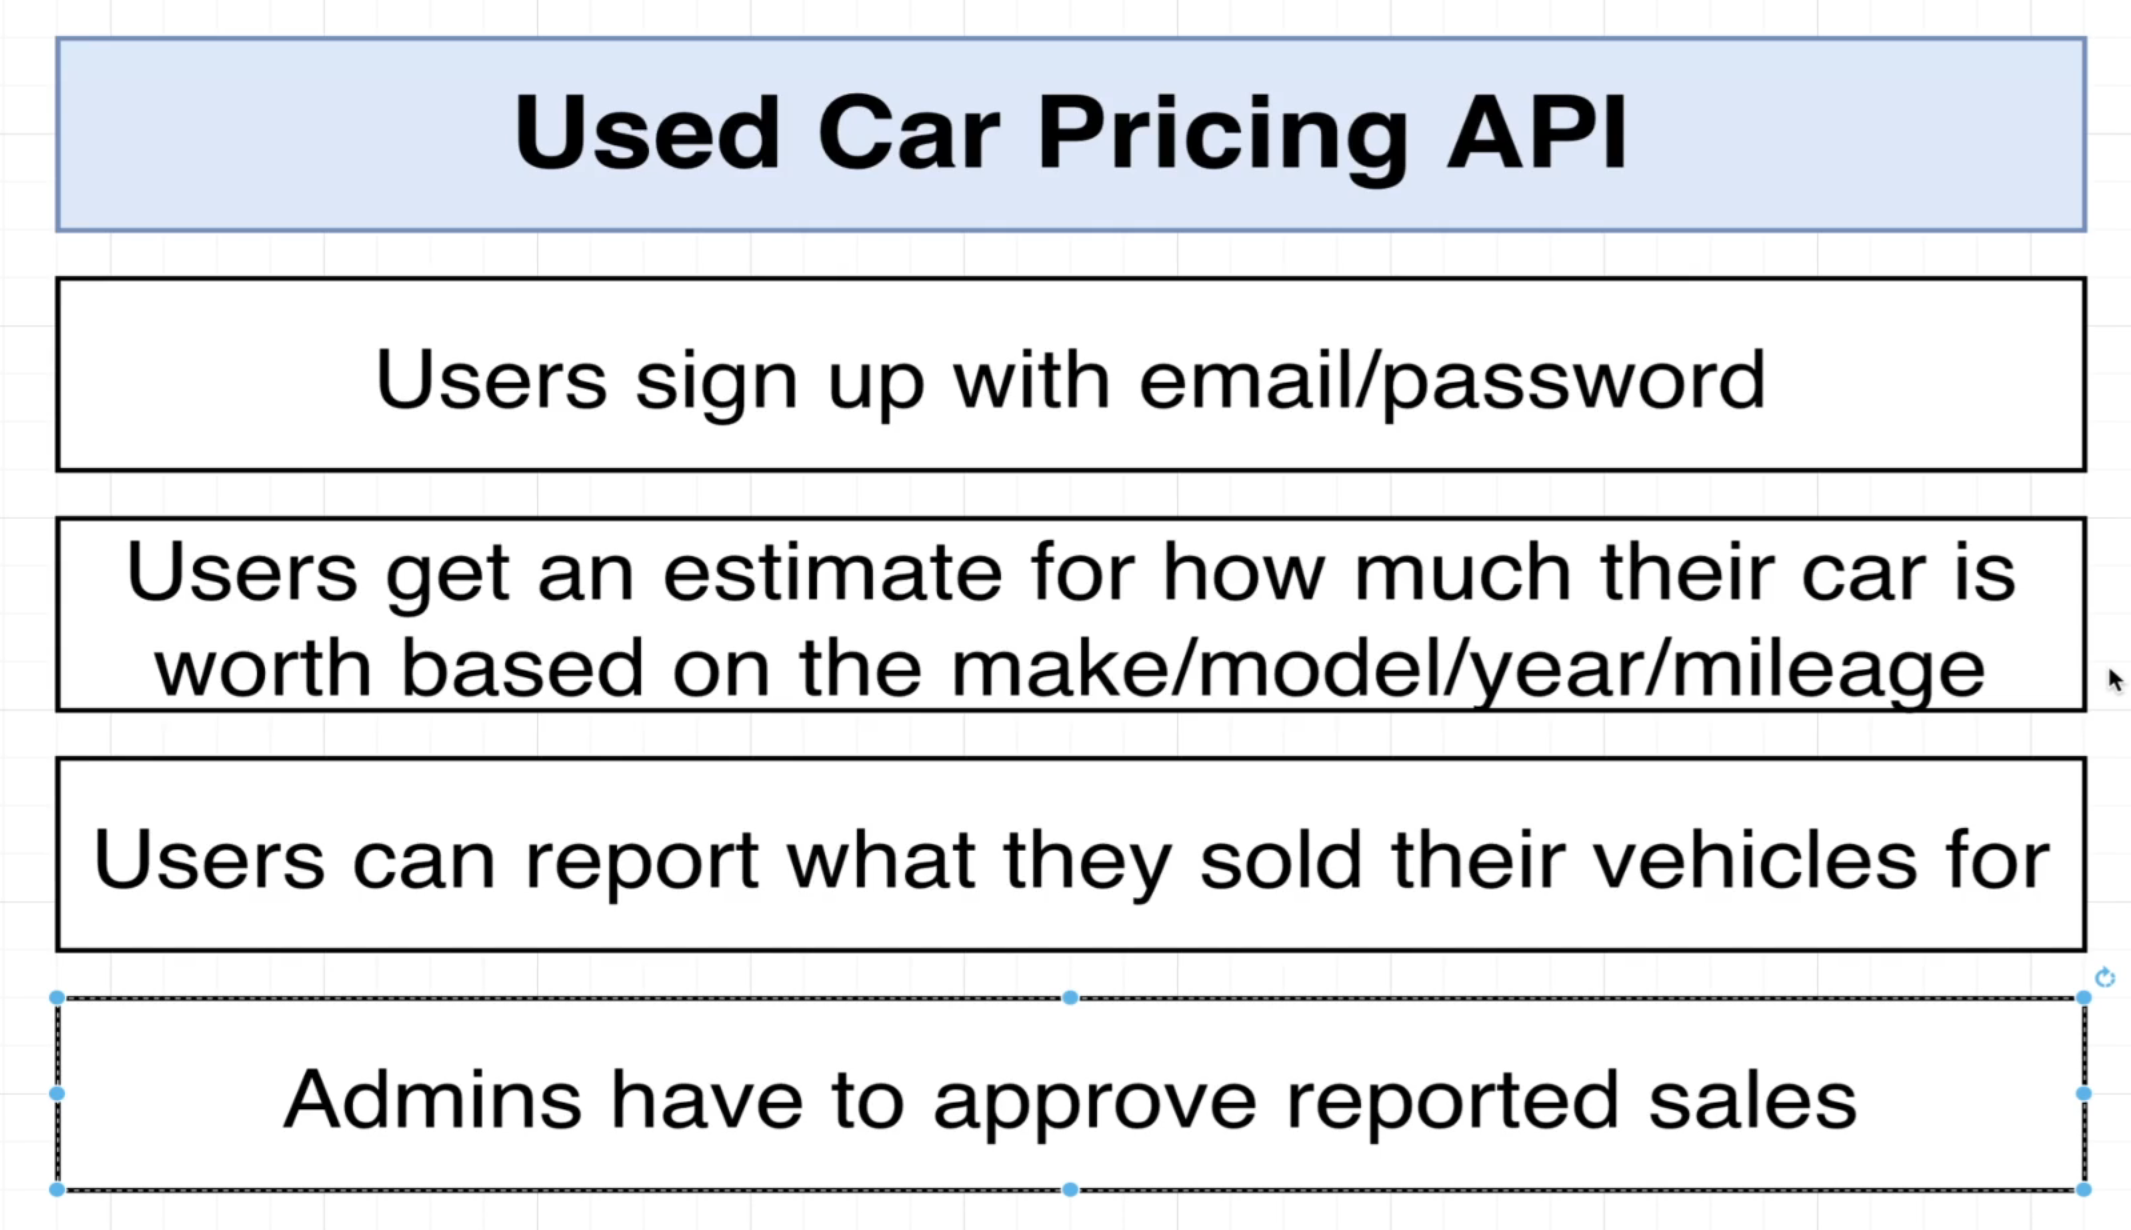 Used Car Pricing API
Users sign up with email/password
Users get an estimate for how much their car is
worth based on the make/model/year/mileage
Users can report what they sold their vehicles for
Admins have to approve reported sales